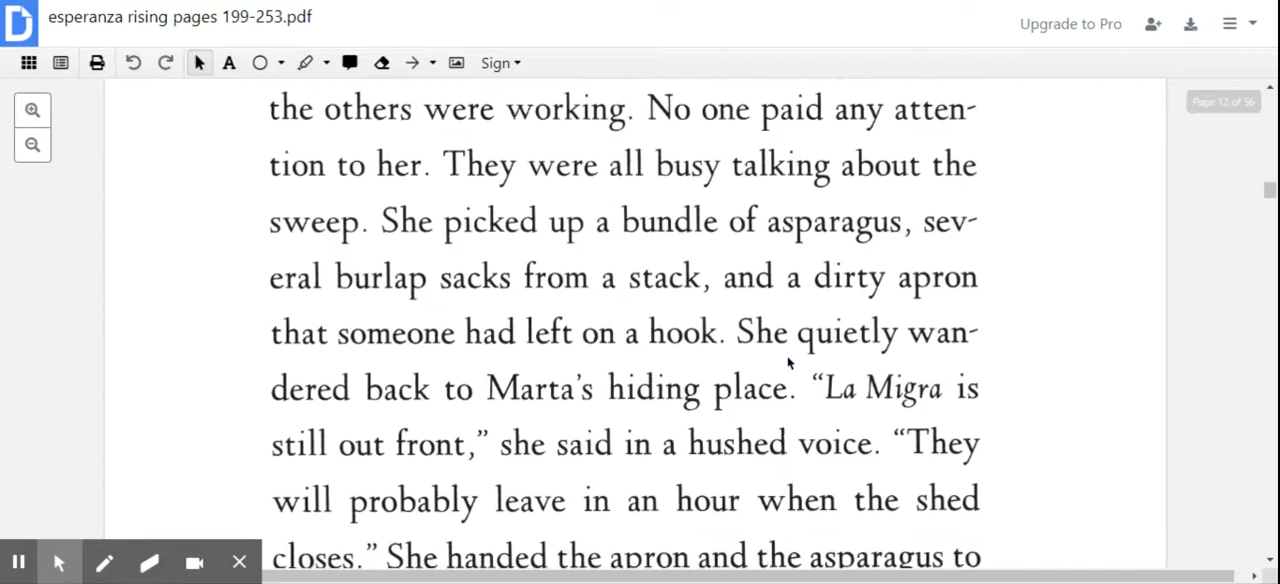 esperanza rising pages 199-253.pdf
Upgrade to Pro
A
Sign
Page 12 of 56
the others were working. No one paid any atten-
tion to her. They were all busy talking about the
sweep. She picked up a bundle of asparagus, sev-
eral burlap sacks from a stack, and a dirty apron
that someone had left on a hook. She quietly wan-
dered back to Marta’s hiding place. “La Migra is
still out front,” she said in a hushed voice. “They
will probably leave in an hour when the shed
closes.” She handed the apron and the asparagus to